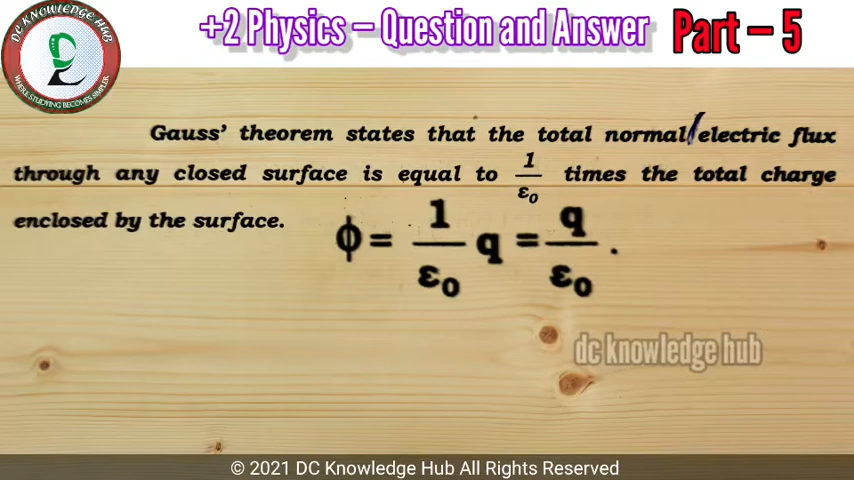 DC KNOWLEDGE HUB
WHERE STUDYING BECOMES SIMPLER
+2 Physics – Question and Answer Part – 5
Gauss' theorem states that the total normal/electric flux
through any closed surface is equal to 1/ε₀ times the total charge
enclosed by the surface.
ϕ = 1/ε₀ q = q/ε₀ .
dc knowledge hub
© 2021 DC Knowledge Hub All Rights Reserved